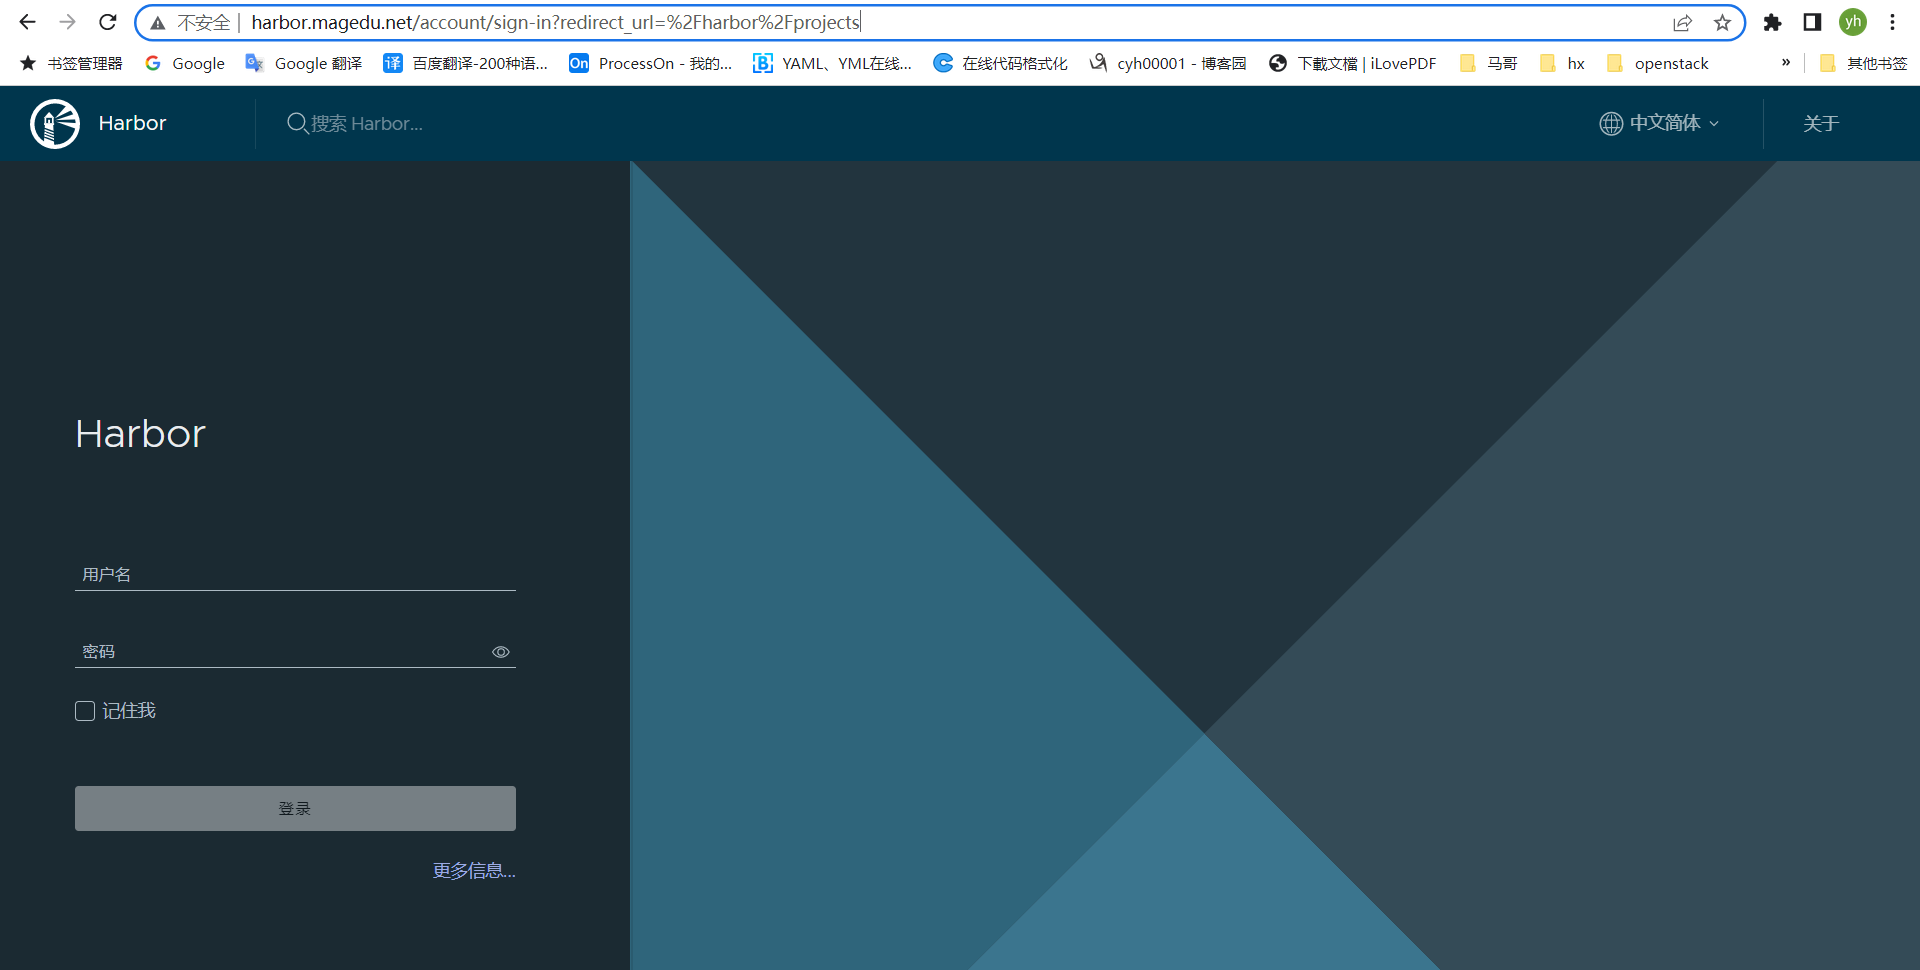 不安全 | harbor.magedu.net/account/sign-in?redirect_url=%2Fharbor%2Fprojects
yh
书签管理器 Google Google 翻译 百度翻译-200种语... ProcessOn - 我的... YAML、YML在线... 在线代码格式化 cyh00001 - 博客园 下載文檔 | iLovePDF 马哥 hx openstack » 其他书签
Harbor 搜索 Harbor... 中文简体 关于
Harbor
用户名
密码
记住我
登录
更多信息...